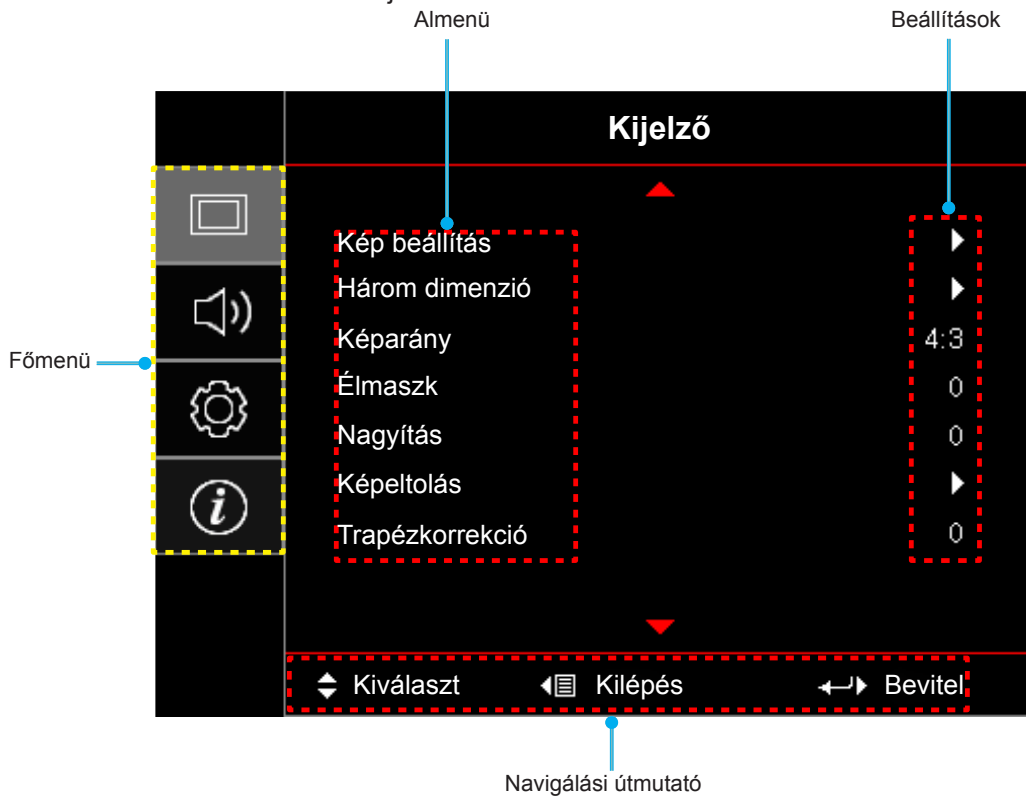 Almenü
Beállítások
Kijelző
Kép beállítás
Három dimenzió
Képarány 4:3
Élmaszk 0
Nagyítás 0
Képeltolás
Trapézkorrekció 0
Főmenü
Kiválaszt Kilépés Bevitel
Navigálási útmutató